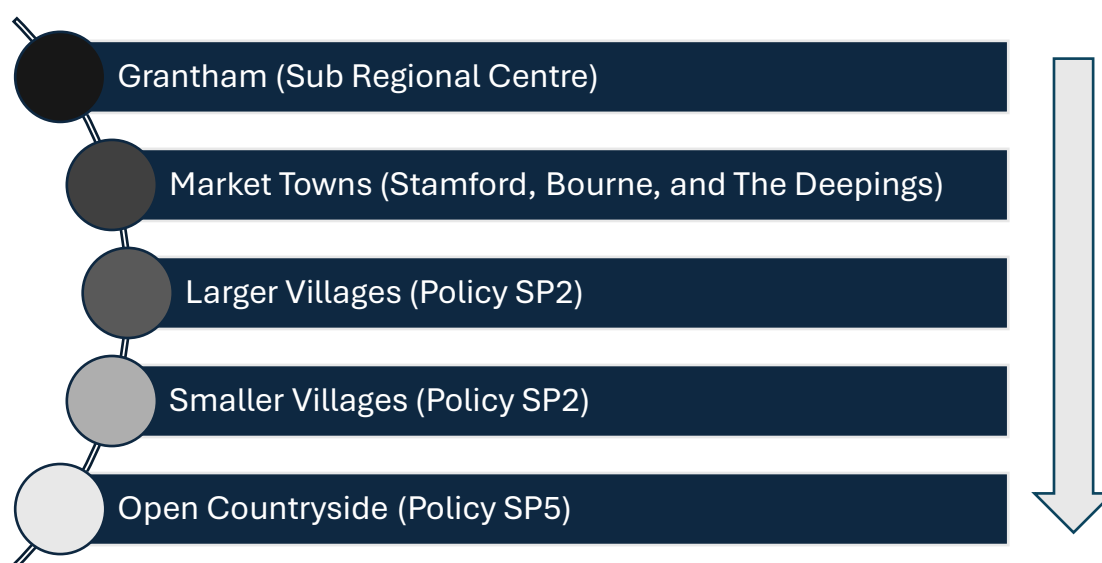 Grantham (Sub Regional Centre)
Market Towns (Stamford, Bourne, and The Deepings)
Larger Villages (Policy SP2)
Smaller Villages (Policy SP2)
Open Countryside (Policy SP5)